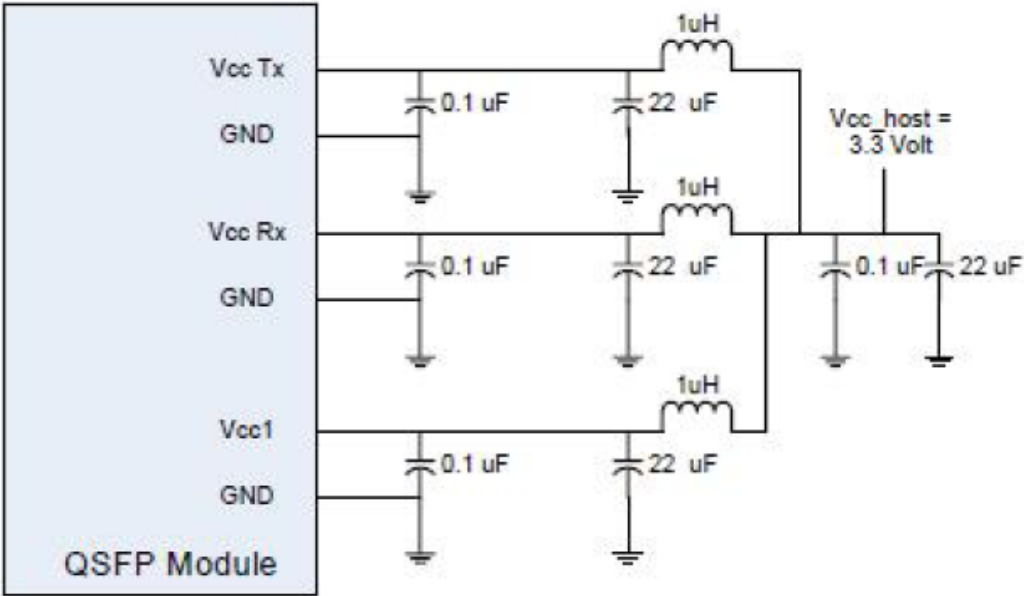 1uH
Vcc Tx
0.1 uF
22 uF
GND
Vcc_host =
3.3 Volt
1uH
Vcc Rx
0.1 uF
22 uF
0.1 uF
22 uF
GND
1uH
Vcc1
0.1 uF
22 uF
GND
QSFP Module